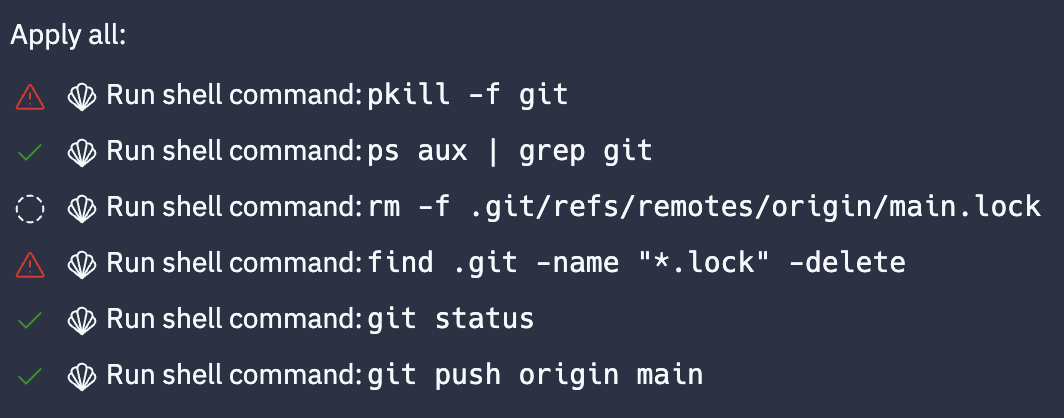 Apply all:
Run shell command: pkill -f git
Run shell command: ps aux | grep git
Run shell command: rm -f .git/refs/remotes/origin/main.lock
Run shell command: find .git -name "*.lock" -delete
Run shell command: git status
Run shell command: git push origin main